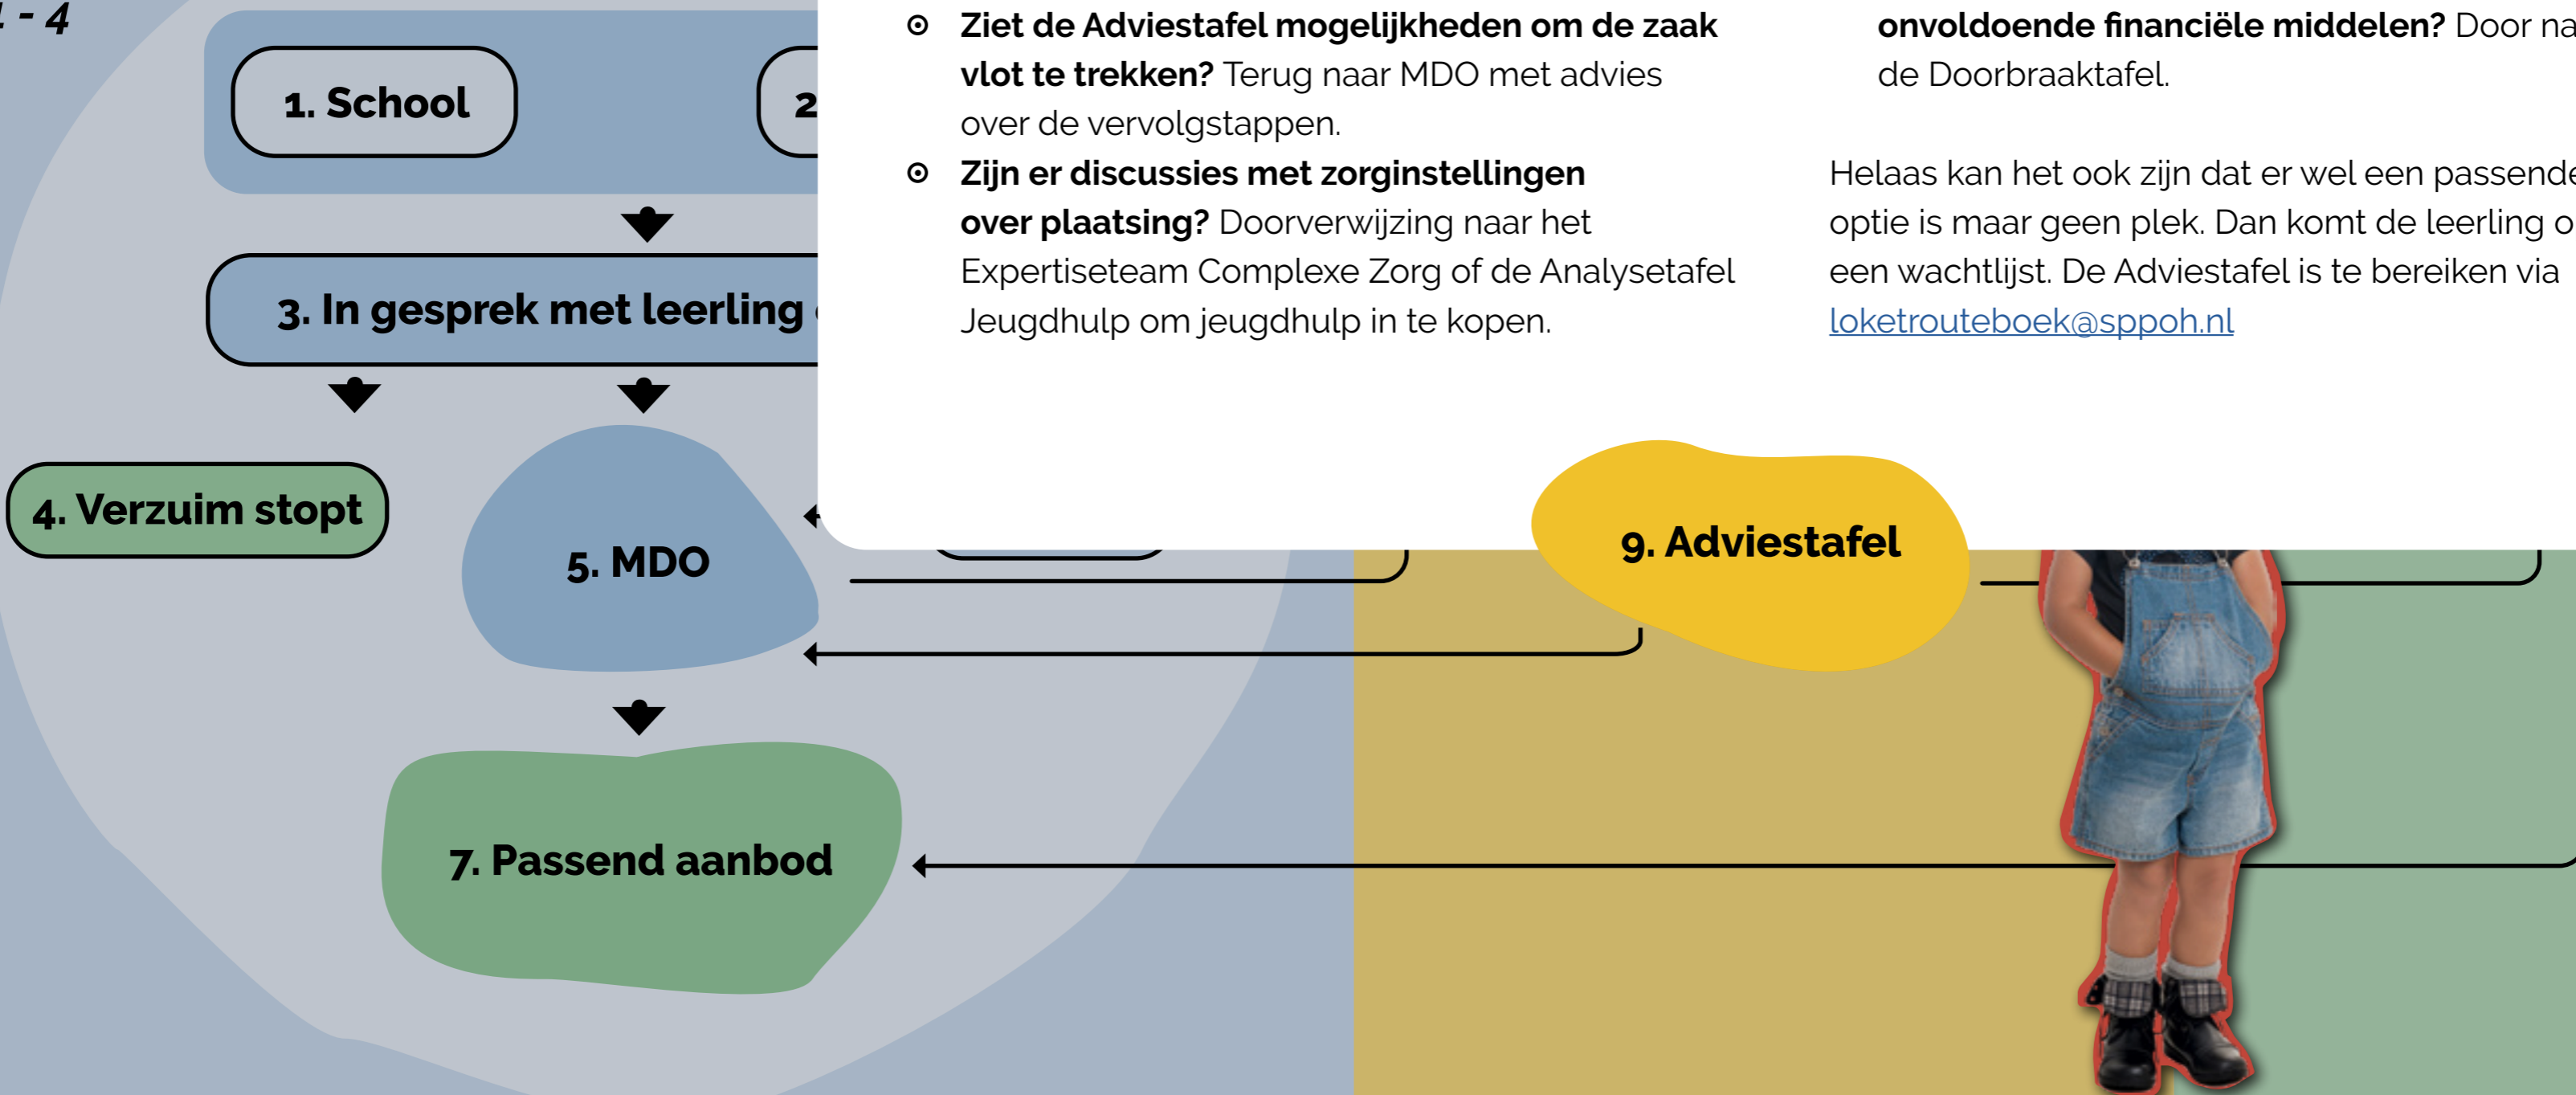 - 4
1. School
2
3. In gesprek met leerling
4. Verzuim stopt
5. MDO
7. Passend aanbod
Ziet de Adviestafel mogelijkheden om de zaak
vlot te trekken? Terug naar MDO met advies
over de vervolgstappen.
Zijn er discussies met zorginstellingen
over plaatsing? Doorverwijzing naar het
Expertiseteam Complexe Zorg of de Analysetafel
Jeugdhulp om jeugdhulp in te kopen.
onvoldoende financiële middelen? Door na
de Doorbraaktafel.
Helaas kan het ook zijn dat er wel een passende
optie is maar geen plek. Dan komt de leerling o
een wachtlijst. De Adviestafel is te bereiken via
loketrouteboek@sppoh.nl
9. Adviestafel